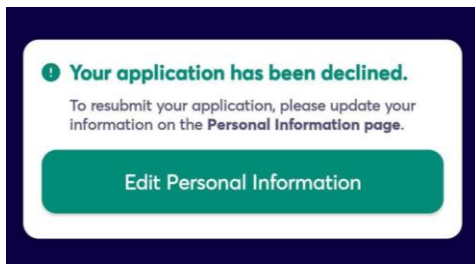 Your application has been declined.
To resubmit your application, please update your
information on the Personal Information page.
Edit Personal Information